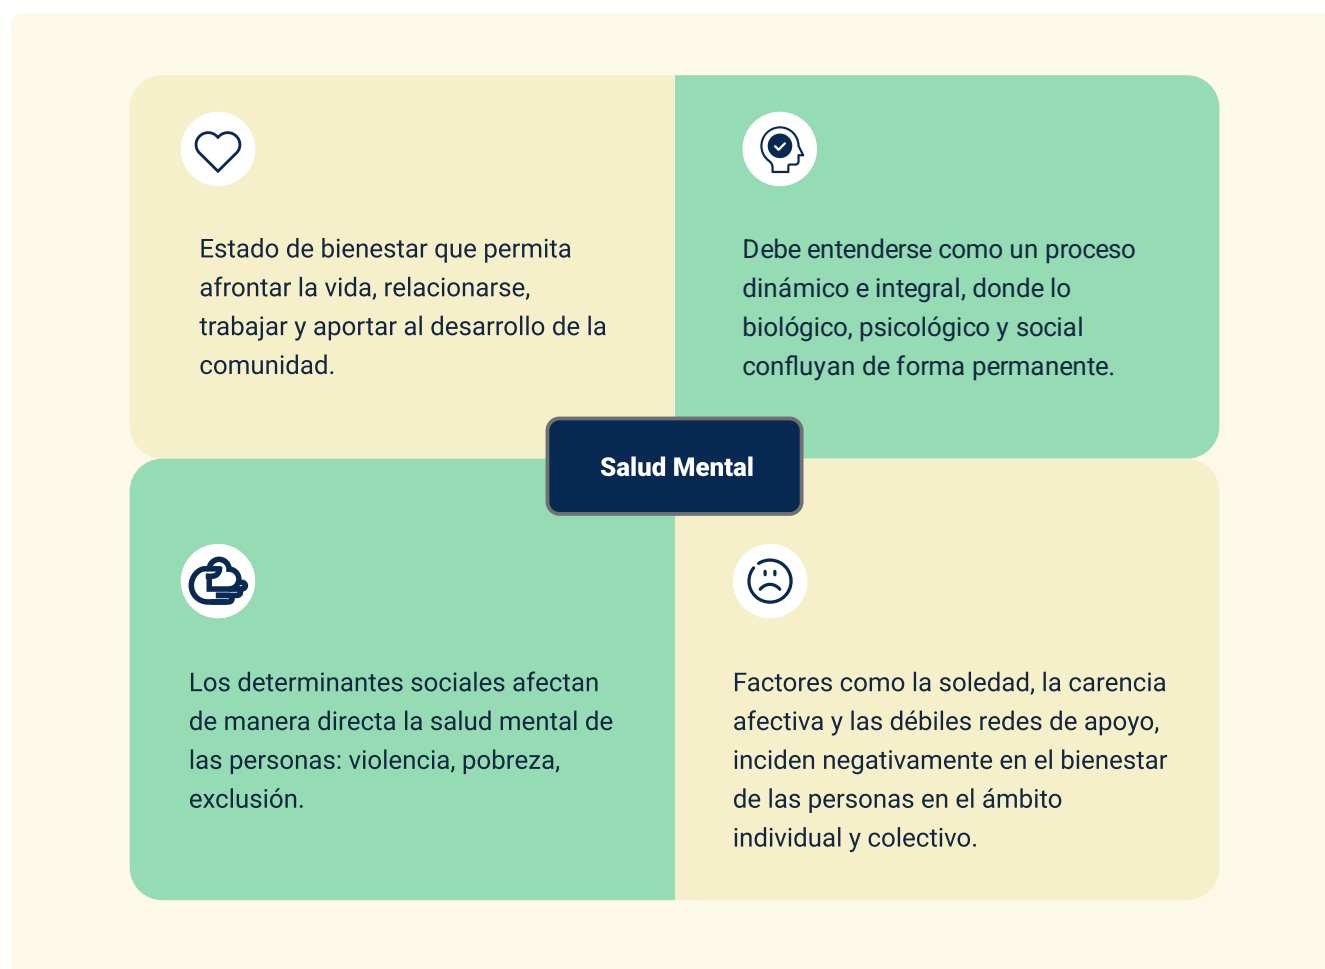 Estado de bienestar que permita
afrontar la vida, relacionarse,
trabajar y aportar al desarrollo de la
comunidad.
Debe entenderse como un proceso
dinámico e integral, donde lo
biológico, psicológico y social
confluyan de forma permanente.
Salud Mental
Los determinantes sociales afectan
de manera directa la salud mental de
las personas: violencia, pobreza,
exclusión.
Factores como la soledad, la carencia
afectiva y las débiles redes de apoyo,
inciden negativamente en el bienestar
de las personas en el ámbito
individual y colectivo.